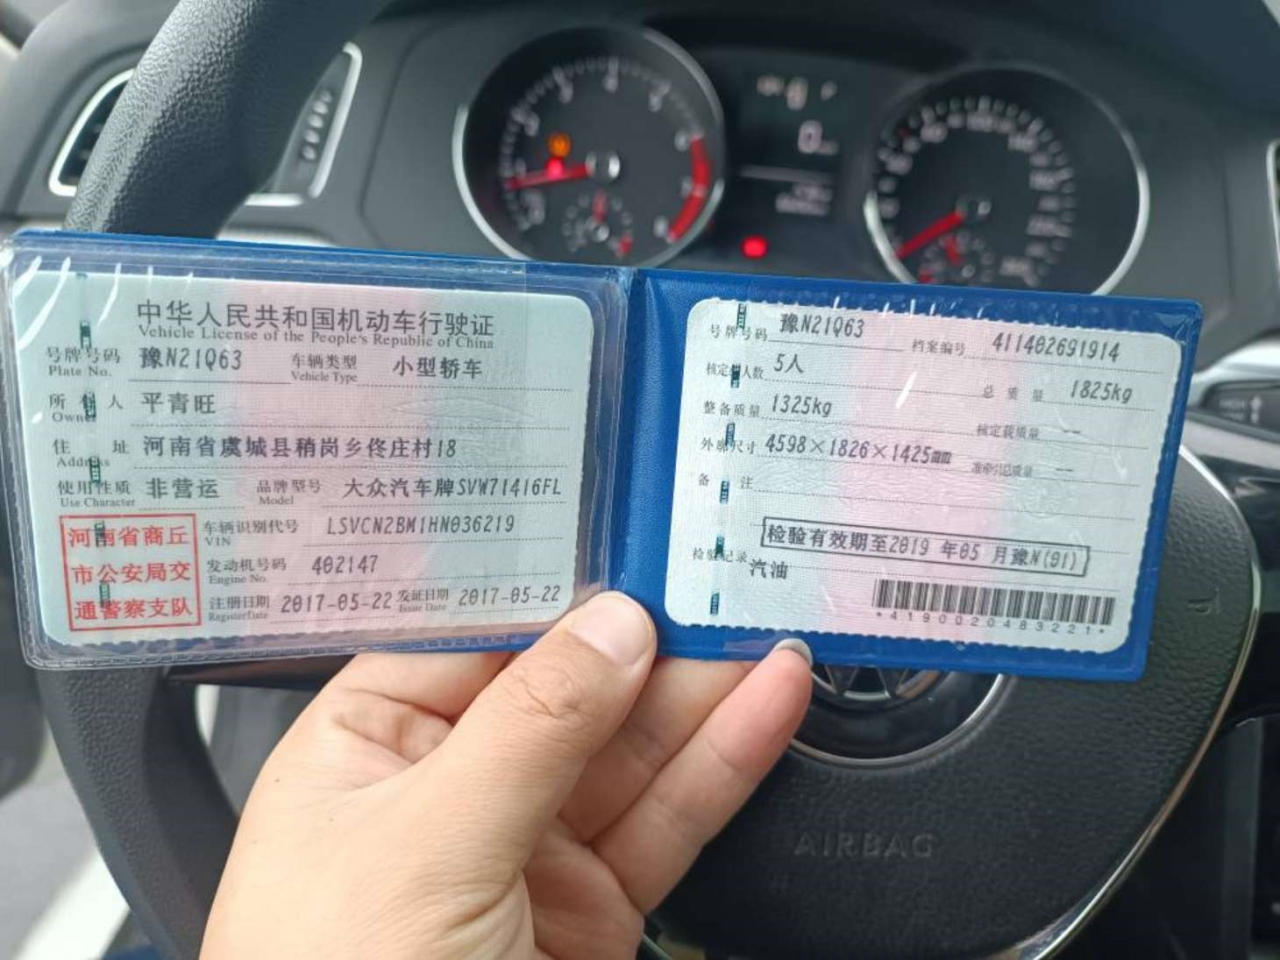 中华人民共和国机动车行驶证
Vehicle License of the People's Republic of China
号牌号码 豫N21Q63 车辆类型 小型轿车
Plate No. Vehicle Type
所有人 平青旺
Owner
住址 河南省虞城县稍岗乡佟庄村18
Address
使用性质 非营运 品牌型号 大众汽车牌SVW71416FL
Use Character Model
河南省商丘
市公安局交
通警察支队
车辆识别代号 LSVCN2BM1HN036219
VIN
发动机号码 402147
Engine No.
注册日期 2017-05-22 发证日期 2017-05-22
Register Date Issue Date
号牌号码 豫N21Q63 档案编号 411402691914
核定人数 5人 总质量 1825kg
整备质量 1325kg 核定载质量 --
外廓尺寸 4598×1826×1425mm 准牵引总质量 --
备注
检验有效期至2019 年05 月豫N(01)
检验记录 汽油
*4190020483221*
AIRBAG